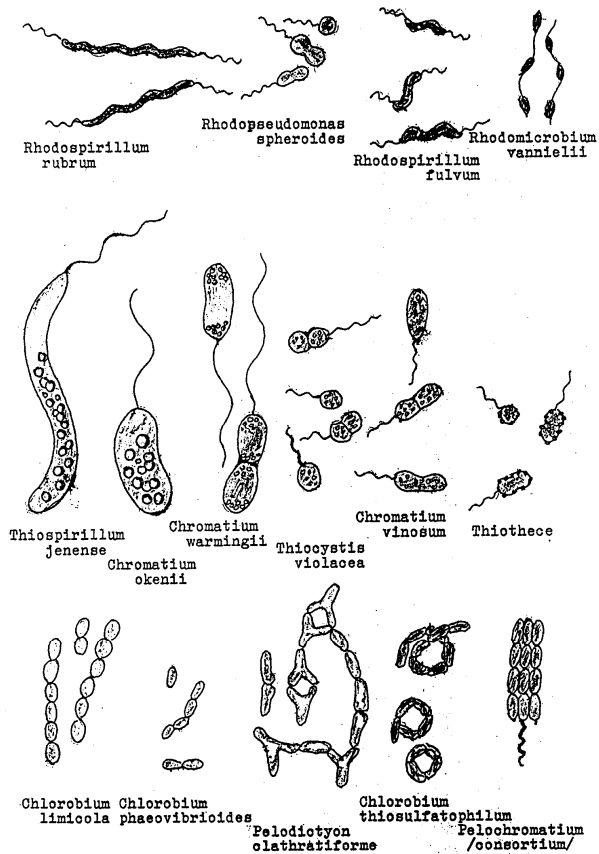 Rhodospirillum
rubrum
Rhodopseudomonas
spheroides
Rhodospirillum
fulvum
Rhodomicrobium
vannielii
Thiospirillum
jenense
Chromatium
okenii
Chromatium
warmingii
Thiocystis
violacea
Chromatium
vinosum
Thiothece
Chlorobium
limicola
Chlorobium
phaeovibrioides
Pelodictyon
clathratiforme
Chlorobium
thiosulfatophilum
Pelochromatium
/consortium/